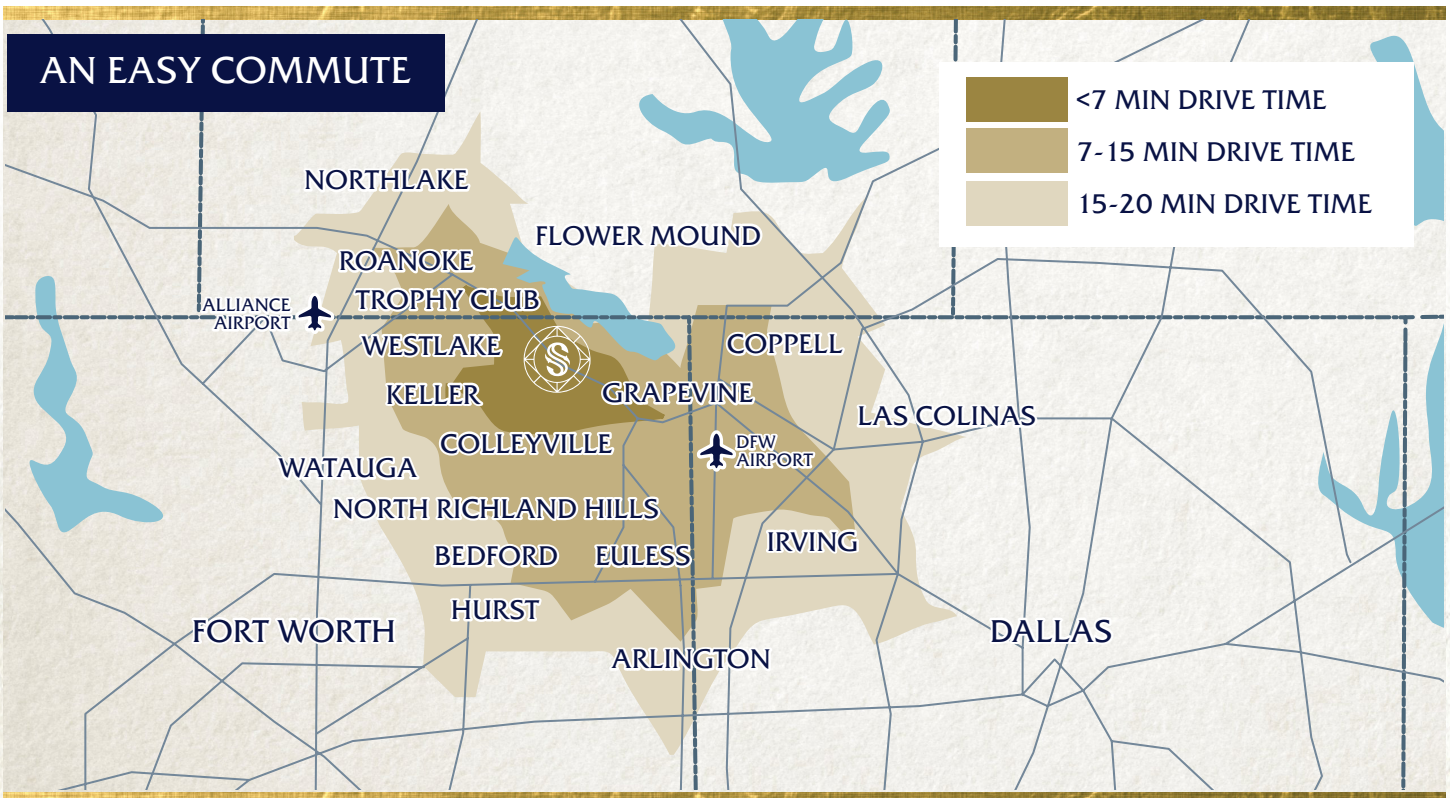 AN EASY COMMUTE
<7 MIN DRIVE TIME
7-15 MIN DRIVE TIME
15-20 MIN DRIVE TIME
NORTHLAKE
FLOWER MOUND
ROANOKE
TROPHY CLUB
ALLIANCE
AIRPORT
WESTLAKE
S
COPPELL
KELLER
GRAPEVINE
LAS COLINAS
COLLEYVILLE
DFW
AIRPORT
WATAUGA
NORTH RICHLAND HILLS
IRVING
BEDFORD
EULESS
HURST
FORT WORTH
DALLAS
ARLINGTON